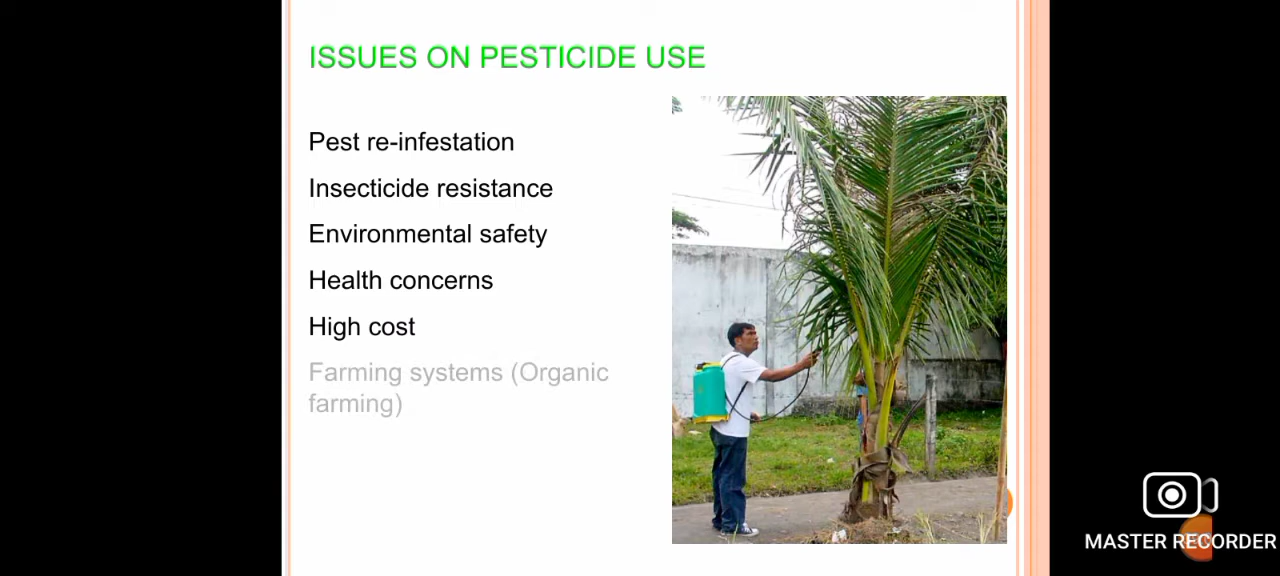 ISSUES ON PESTICIDE USE
Pest re-infestation
Insecticide resistance
Environmental safety
Health concerns
High cost
Farming systems (Organic
farming)
MASTER RECORDER